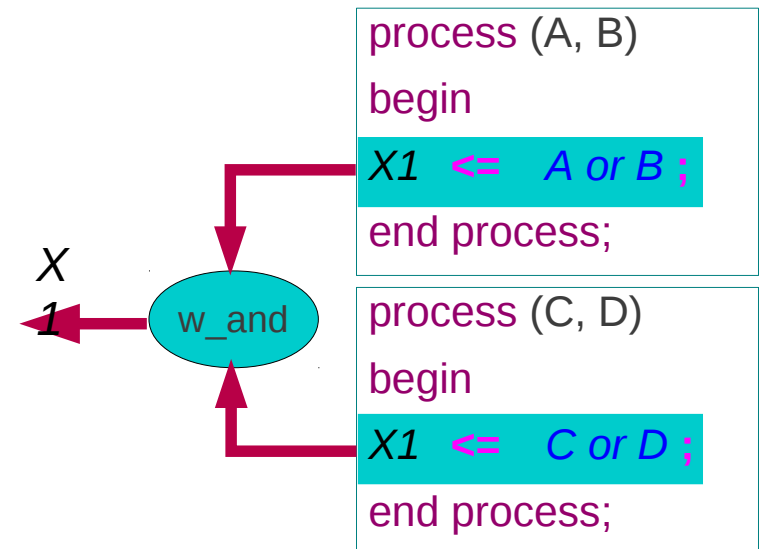 process (A, B)
begin
X1 <= A or B ;
end process;
X
1
w_and
process (C, D)
begin
X1 <= C or D ;
end process;